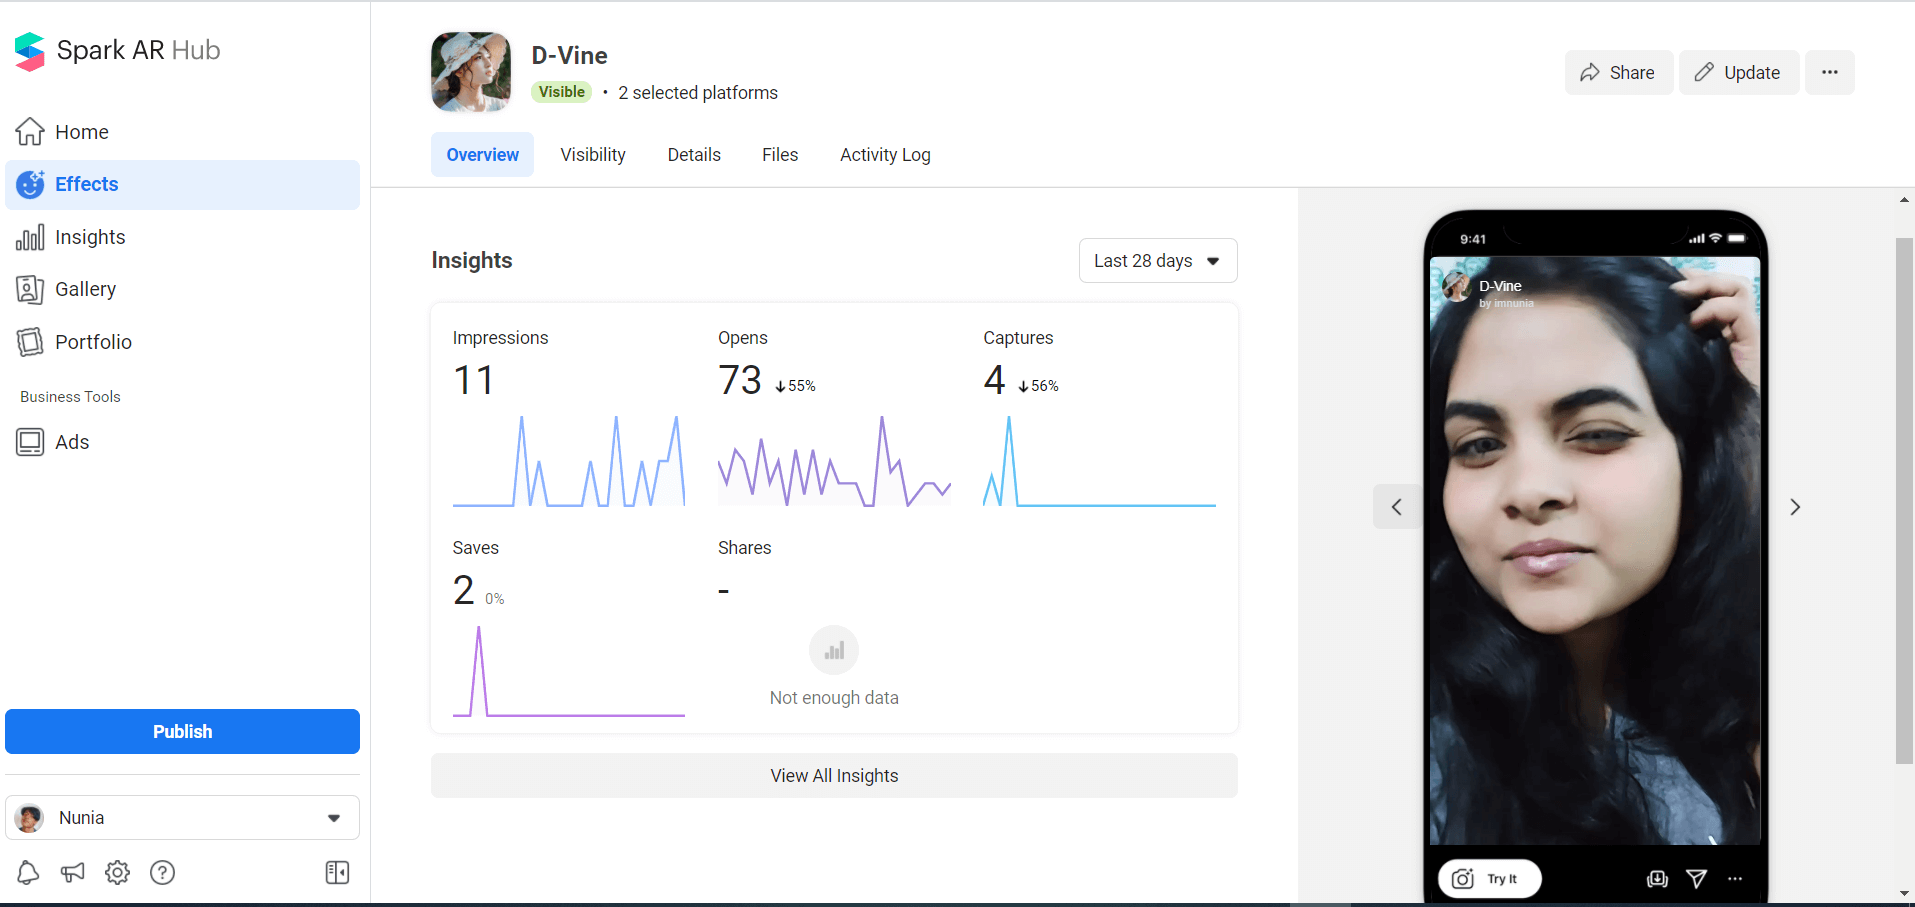 Spark AR Hub
Home
Effects
Insights
Gallery
Portfolio
Business Tools
Ads
Publish
Nunia
D-Vine
Visible • 2 selected platforms
Share
Update
Overview
Visibility
Details
Files
Activity Log
Insights
Last 28 days
Impressions
11
Opens
73 55%
Captures
4 56%
Saves
2 0%
Shares
-
Not enough data
View All Insights
9:41
D-Vine
by imnunia
Try It